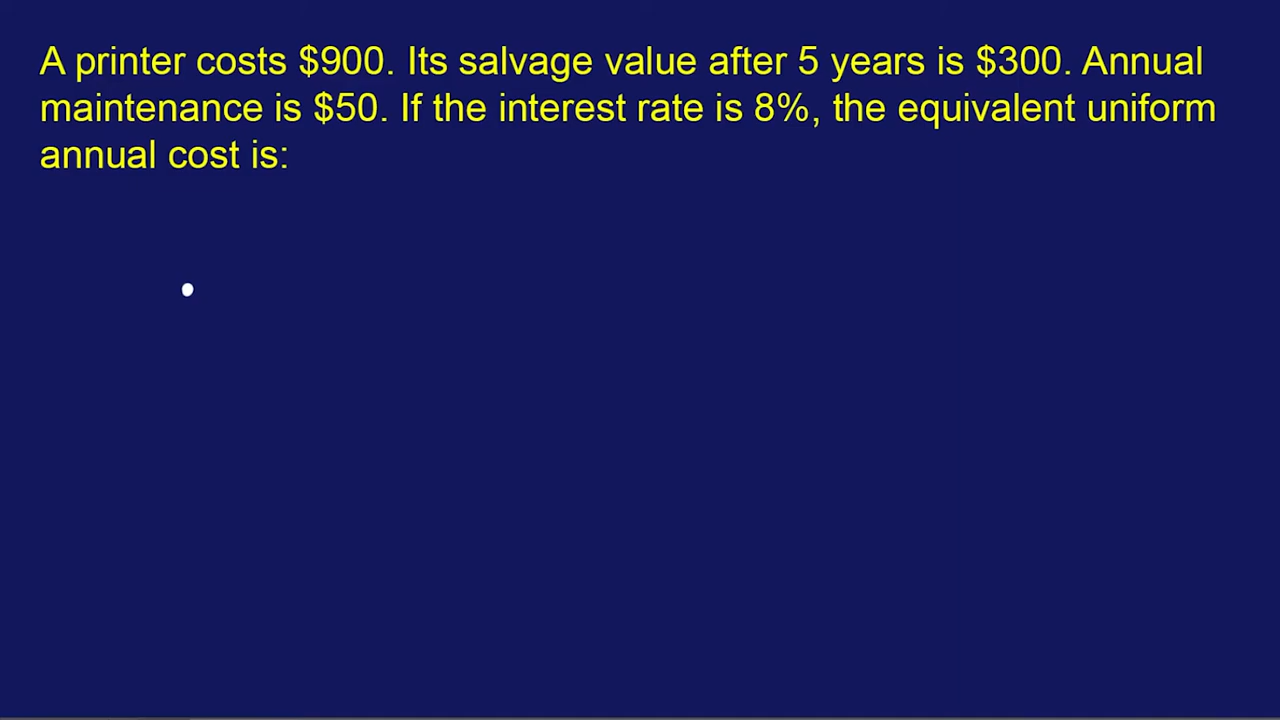 A printer costs $900. Its salvage value after 5 years is $300. Annual
maintenance is $50. If the interest rate is 8%, the equivalent uniform
annual cost is: